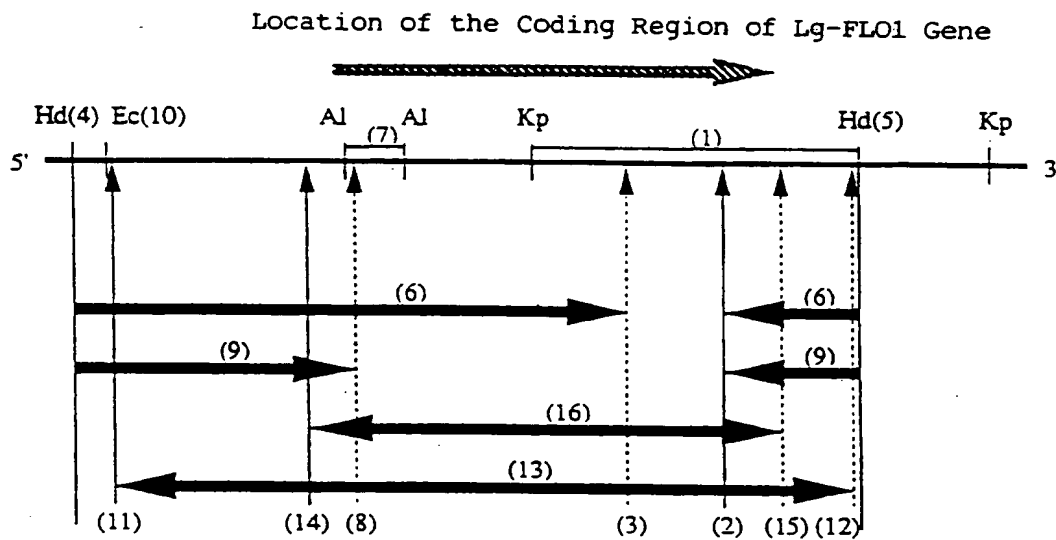 Location of the Coding Region of Lg-FLO1 Gene
Hd(4) Ec(10) Al (7) Al Kp (1) Hd(5) Kp
5' 3
(6) (6)
(9) (9)
(16)
(13)
(11) (14) (8) (3) (2) (15) (12)